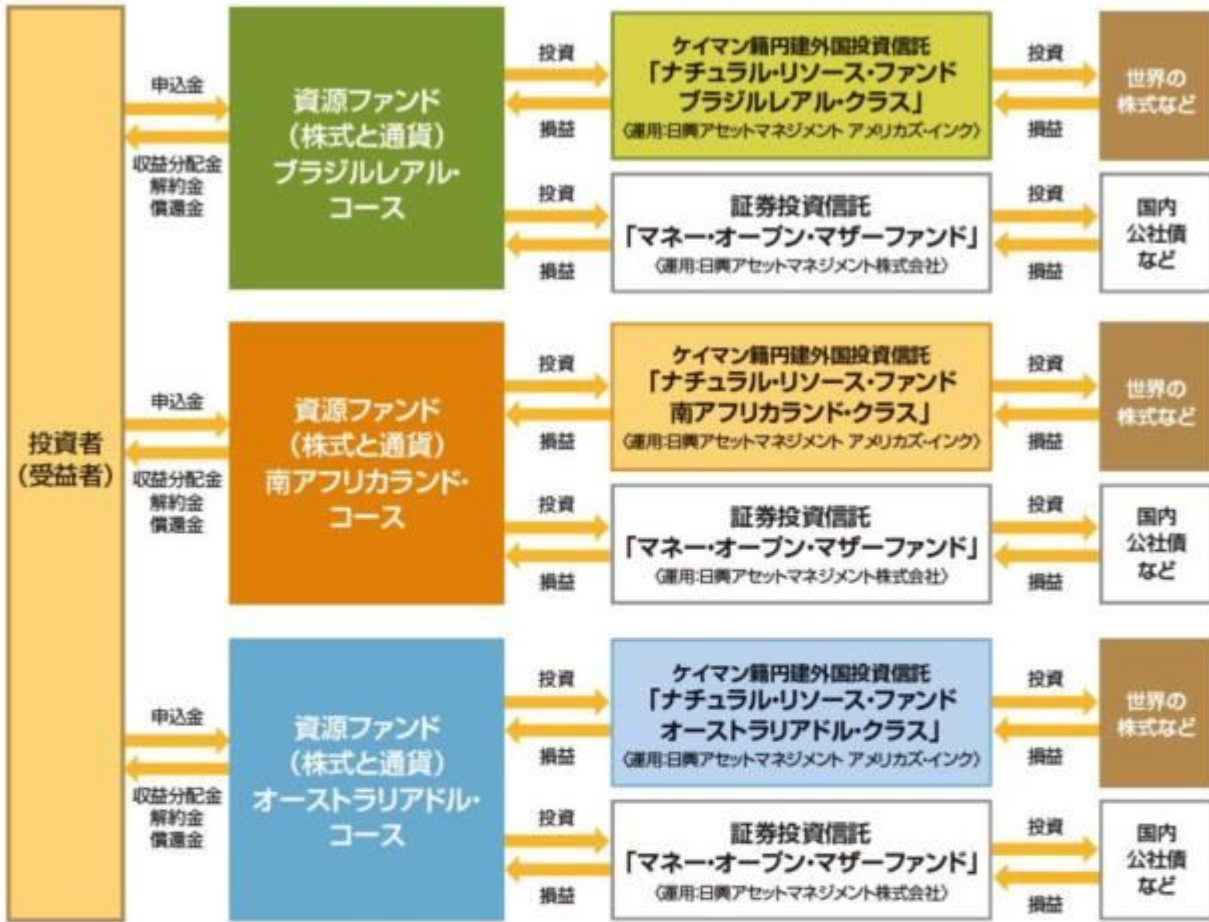 投資者
(受益者)
申込金
収益分配金
解約金
償還金
資源ファンド
(株式と通貨)
ブラジルレアル・
コース
投資
損益
ケイマン籍円建外国投資信託
「ナチュラル・リソース・ファンド
ブラジルレアル・クラス」
〈運用:日興アセットマネジメント アメリカズ・インク〉
投資
損益
世界の
株式など
投資
損益
証券投資信託
「マネー・オープン・マザーファンド」
〈運用:日興アセットマネジメント株式会社〉
投資
損益
国内
公社債
など
申込金
収益分配金
解約金
償還金
資源ファンド
(株式と通貨)
南アフリカランド・
コース
投資
損益
ケイマン籍円建外国投資信託
「ナチュラル・リソース・ファンド
南アフリカランド・クラス」
〈運用:日興アセットマネジメント アメリカズ・インク〉
投資
損益
世界の
株式など
投資
損益
証券投資信託
「マネー・オープン・マザーファンド」
〈運用:日興アセットマネジメント株式会社〉
投資
損益
国内
公社債
など
申込金
収益分配金
解約金
償還金
資源ファンド
(株式と通貨)
オーストラリアドル・
コース
投資
損益
ケイマン籍円建外国投資信託
「ナチュラル・リソース・ファンド
オーストラリアドル・クラス」
〈運用:日興アセットマネジメント アメリカズ・インク〉
投資
損益
世界の
株式など
投資
損益
証券投資信託
「マネー・オープン・マザーファンド」
〈運用:日興アセットマネジメント株式会社〉
投資
損益
国内
公社債
など